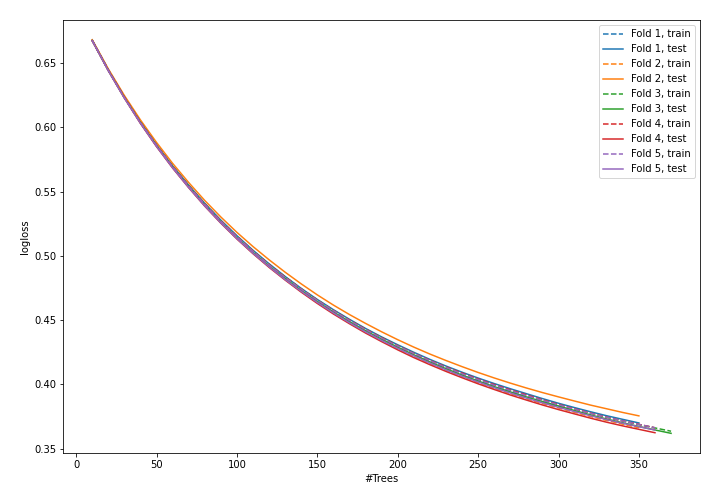 Fold 1, train
Fold 1, test
Fold 2, train
Fold 2, test
Fold 3, train
Fold 3, test
Fold 4, train
Fold 4, test
Fold 5, train
Fold 5, test
logloss
0.65
0.60
0.55
0.50
0.45
0.40
0.35
0 50 100 150 200 250 300 350
#Trees